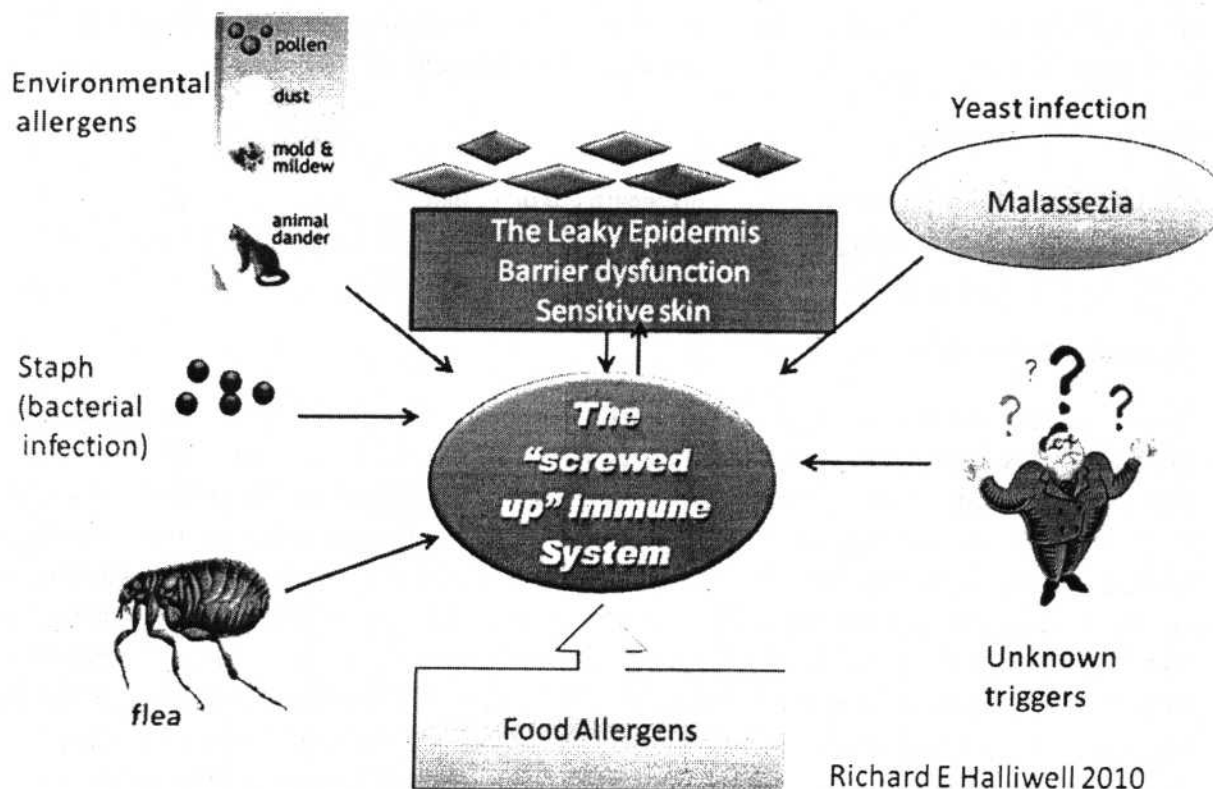 Environmental
allergens
pollen
dust
mold &
mildew
animal
dander
The Leaky Epidermis
Barrier dysfunction
Sensitive skin
Yeast infection
Malassezia
Staph
(bacterial
infection)
The
"screwed
up" Immune
System
? ? ? ?
flea
Food Allergens
Unknown
triggers
Richard E Halliwell 2010